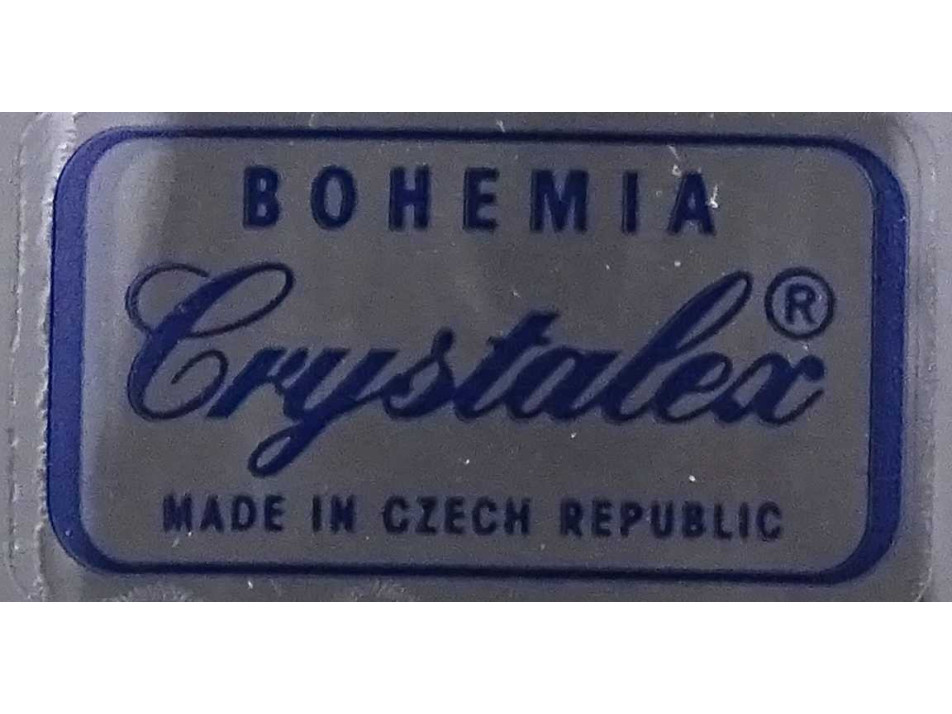 BOHEMIA
Crystalex®
MADE IN CZECH REPUBLIC